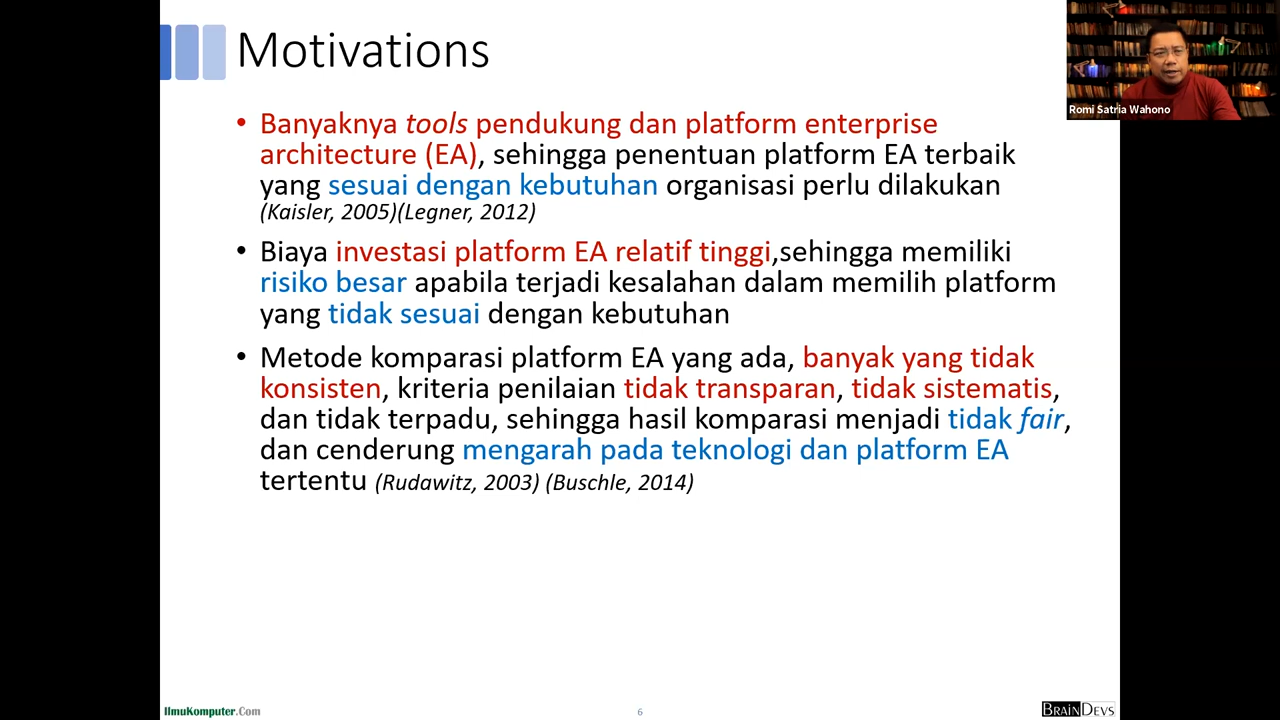 Motivations
• Banyaknya tools pendukung dan platform enterprise
architecture (EA), sehingga penentuan platform EA terbaik
yang sesuai dengan kebutuhan organisasi perlu dilakukan
(Kaisler, 2005)(Legner, 2012)
• Biaya investasi platform EA relatif tinggi,sehingga memiliki
risiko besar apabila terjadi kesalahan dalam memilih platform
yang tidak sesuai dengan kebutuhan
• Metode komparasi platform EA yang ada, banyak yang tidak
konsisten, kriteria penilaian tidak transparan, tidak sistematis,
dan tidak terpadu, sehingga hasil komparasi menjadi tidak fair,
dan cenderung mengarah pada teknologi dan platform EA
tertentu (Rudawitz, 2003) (Buschle, 2014)
Romi Satria Wahono
IlmuKomputer.Com
6
BRAINDEVS